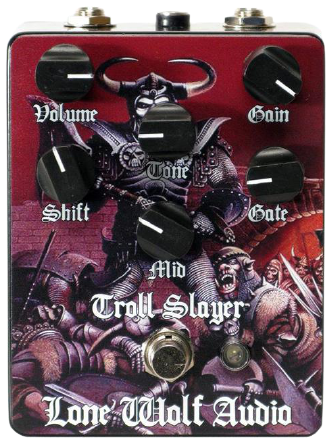 Volume
Gain
Tone
Shift
Gate
Mid
Troll Slayer
Lone Wolf Audio